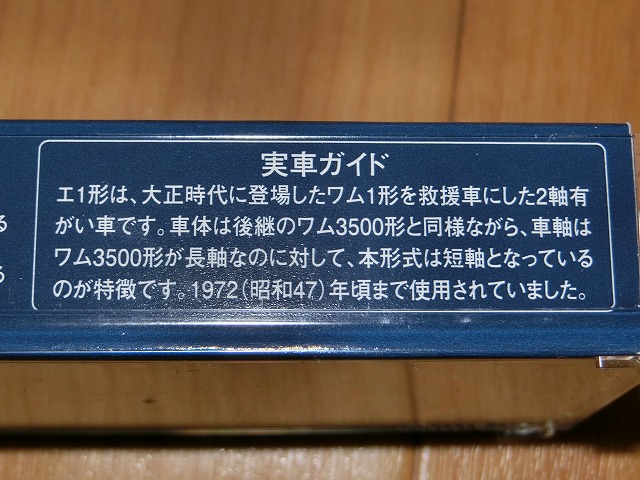 実車ガイド
エ1形は、大正時代に登場したワム1形を救援車にした2軸有
がい車です。車体は後継のワム3500形と同様ながら、車軸は
ワム3500形が長軸なのに対して、本形式は短軸となっている
のが特徴です。1972(昭和47)年頃まで使用されていました。
る